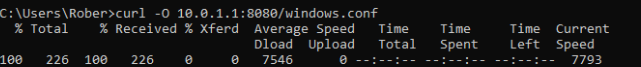 C:\Users\Rober>curl -O 10.0.1.1:8080/windows.conf
  % Total    % Received % Xferd  Average Speed   Time    Time     Time  Current
                                 Dload  Upload   Total   Spent    Left  Speed
100   226  100   226    0     0   7546      0 --:--:-- --:--:-- --:--:--  7793